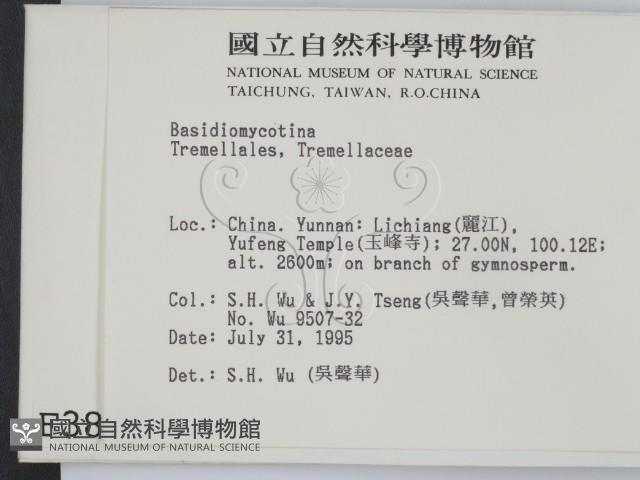 國立自然科學博物館
NATIONAL MUSEUM OF NATURAL SCIENCE
TAICHUNG, TAIWAN, R.O.CHINA
Basidiomycotina
Tremellales, Tremellaceae
Loc.: China. Yunnan: Lichiang(麗江),
Yufeng Temple(玉峰寺); 27.00N, 100.12E;
alt. 2600m; on branch of gymnosperm.
Col.: S.H. Wu & J.Y. Tseng(吳聲華,曾榮英)
No. Wu 9507-32
Date: July 31, 1995
Det.: S.H. Wu (吳聲華)
E38
國立自然科學博物館
NATIONAL MUSEUM OF NATURAL SCIENCE